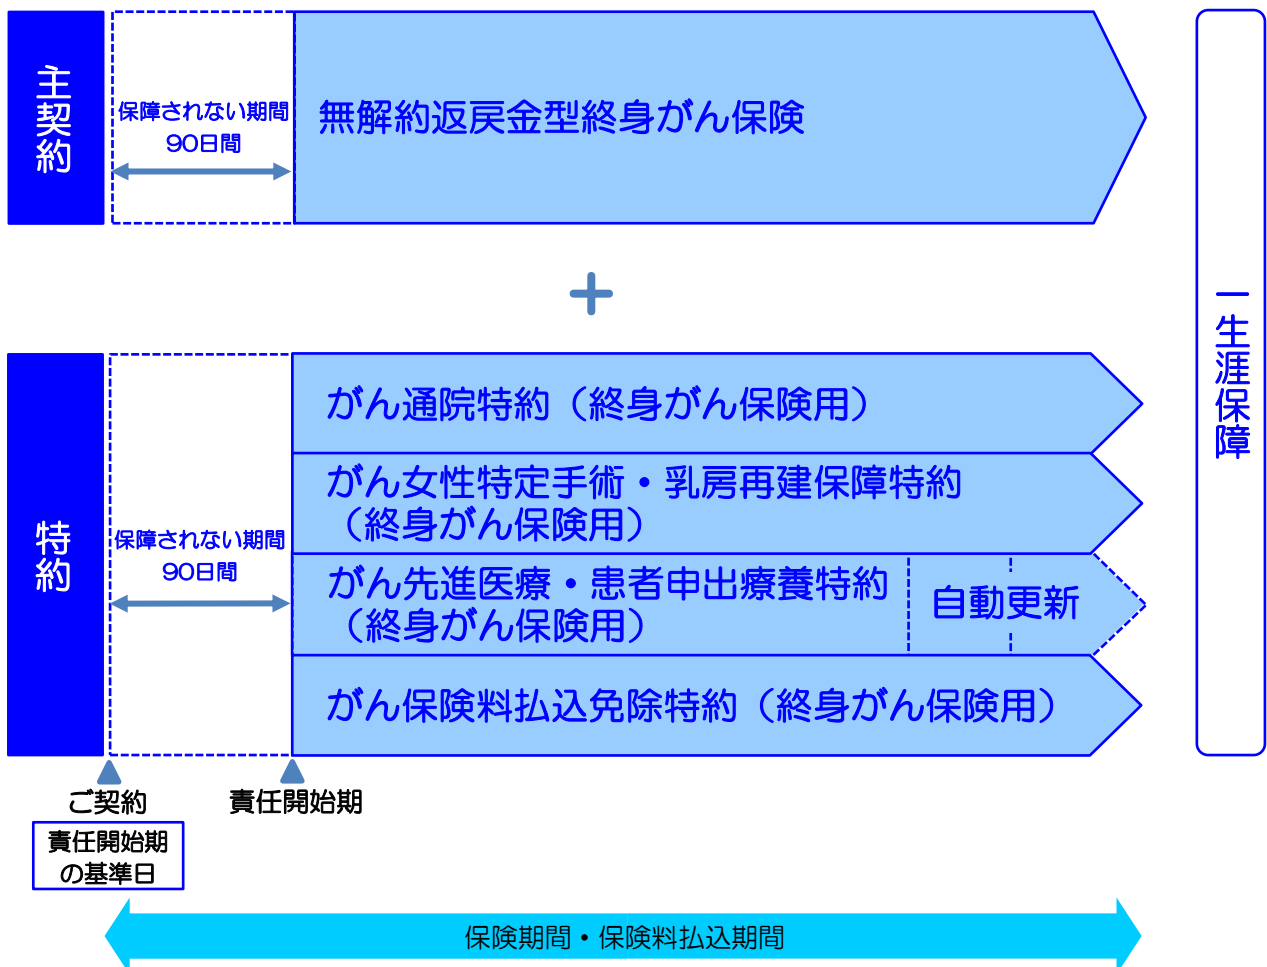 主契約
保障されない期間
90日間
無解約返戻金型終身がん保険
+
特約
保障されない期間
90日間
がん通院特約（終身がん保険用）
がん女性特定手術・乳房再建保障特約
（終身がん保険用）
がん先進医療・患者申出療養特約
（終身がん保険用）
自動更新
がん保険料払込免除特約（終身がん保険用）
一生涯保障
ご契約
責任開始期
の基準日
責任開始期
保険期間・保険料払込期間